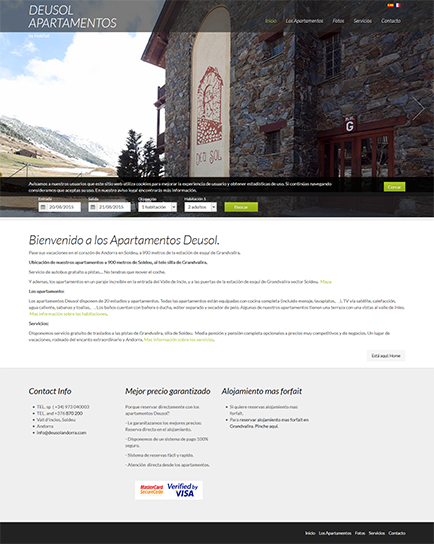 DEUSOL
APARTAMENTOS
Inicio Los Apartamentos Fotos Servicios Contacto
DEU SOL
G
Avisamos a nuestros usuarios que este sitio web utiliza cookies para mejorar la experiencia de usuario y obtener estadísticas de uso. Si continúas navegando
consideramos que aceptas su uso. En nuestro aviso legal encontrarás más información.
Cerrar
Entrada Salida Ocupación Habitación 1
20/08/2015 21/08/2015 1 habitación 2 adultos Buscar
Bienvenido a los Apartamentos Deusol.
Pase sus vacaciones en el corazón de Andorra en Soldeu, a 900 metros de la estación de esquí de Grandvalira.
Ubicación de nuestros apartamentos a 900 metros de Soldeu, al telesilla de Grandvalira.
Servicio de autobus gratuito a pistas... No tendras que mover el coche.
Y ademas, los apartamentos en un paraje increíble en la entrada del Valle de Incles, y a las puertas de la estación de esquí de Grandvalira sector Soldeu. Mapa
Los apartamento:
Los apartamentos Deusol disponen de 20 estudios y apartamentos. Todas los apartamentos están equipados con cocina completa (incluido menaje, lavaplatos, ...), TV vía satélite, calefacción,
agua caliente, sabanas y toallas, ... Los baños cuentan con bañera o ducha, wáter separado y secador de pelo. Algunos de nuestros apartamentos tienen una terraza con una vistas al valle de Incles.
Mas información sobre las habitaciones.
Servicios:
Disponemos servicio gratuito de traslados a las pistas de Grandvalira, silla de Soldeu. Media pensión y pensión completa opcionales a precios muy competitivos y de negocios. Un lugar de
vacaciones, rodeado del encanto extraordinario y Andorra. Mas información sobre los servicios.
Está aquí: Home
Contact Info
TEL. sp: (+34) 973 040003
TEL. and +376 870 200
Vall d'Incles, Soldeu
Andorra
info@deusolandorra.com
Mejor precio garantizado
Porque reservar directamente con los
apartamentos Deusol?
- Le garantizamos los mejores precios:
Reserva directa en el alojamiento.
- Disponemos de un sistema de pago 100%
seguro.
- Sistema de reservas fácil y rapido.
- Atención directa desde los apartamentos.
MasterCard
SecureCode
Verified by
VISA
Alojamiento mas forfait
Si quiere reservar alojamiento mas
forfait.
Para reservar alojamiento mas forfait en
Grandvalira. Pinche aquí.
Inicio Los Apartamentos Fotos Servicios Contacto